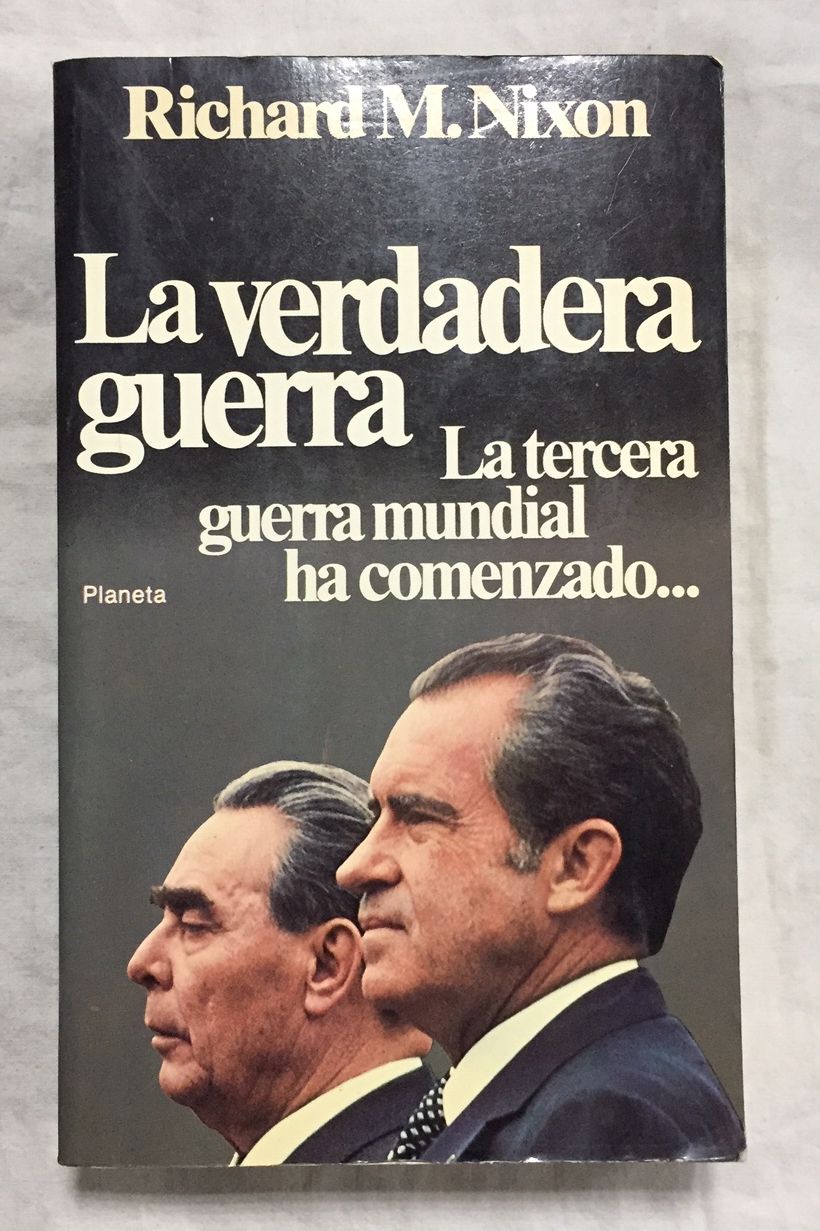 Richard M. Nixon
La verdadera
guerra
La tercera
guerra mundial
ha comenzado...
Planeta